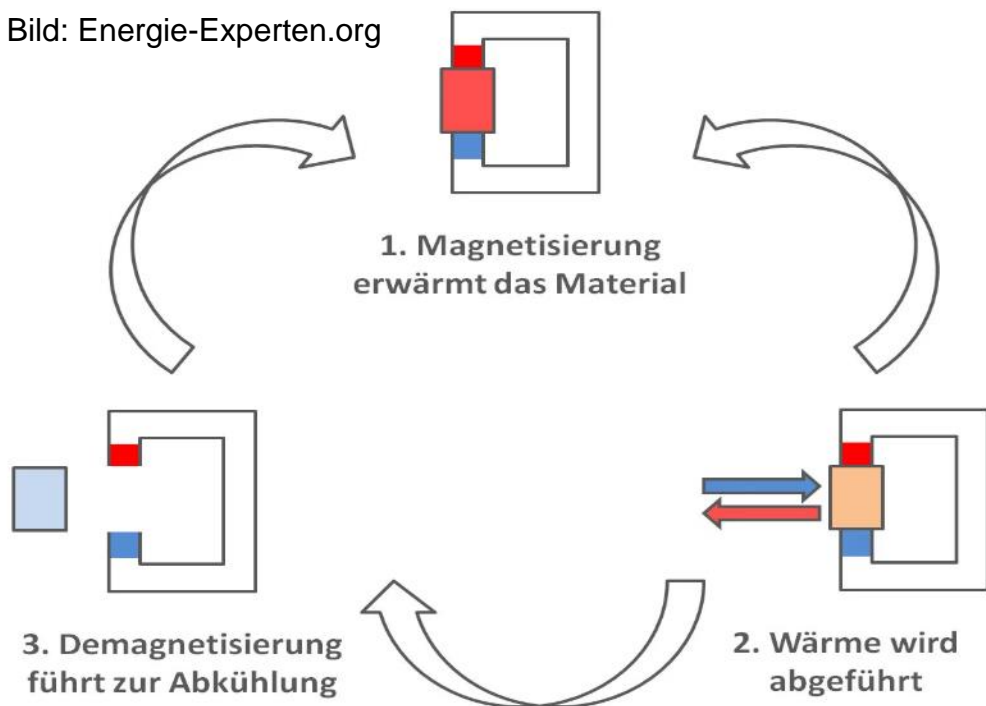 Bild: Energie-Experten.org
1. Magnetisierung
erwärmt das Material
3. Demagnetisierung
führt zur Abkühlung
2. Wärme wird
abgeführt